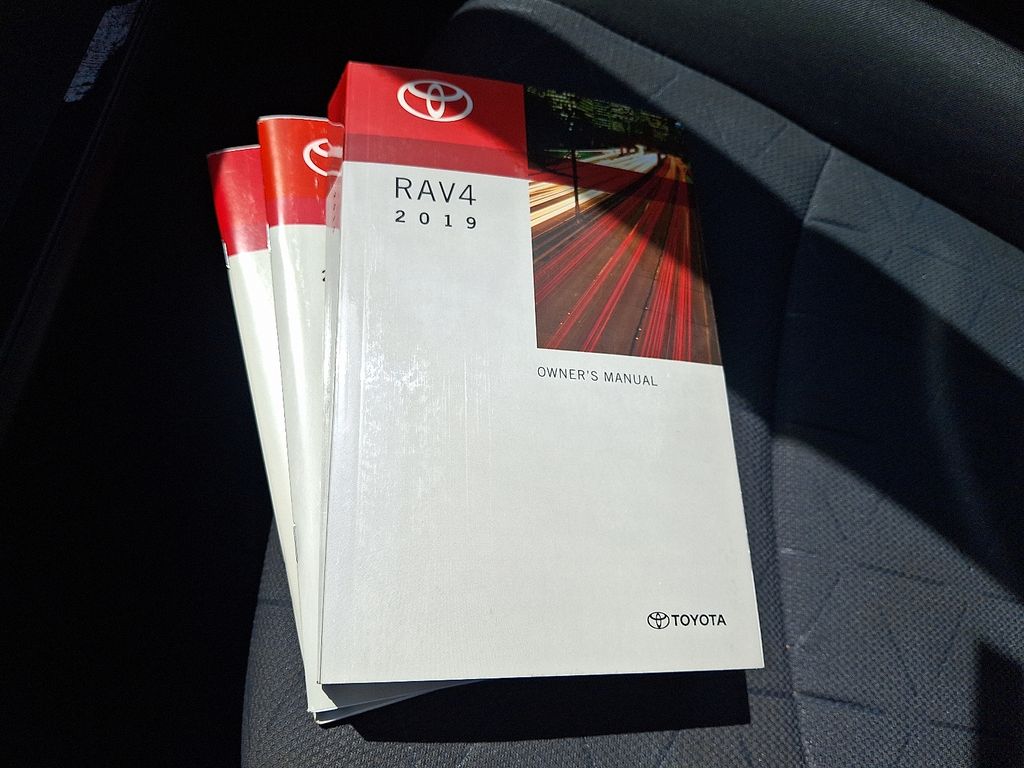 RAV4
2019
OWNER'S MANUAL
TOYOTA